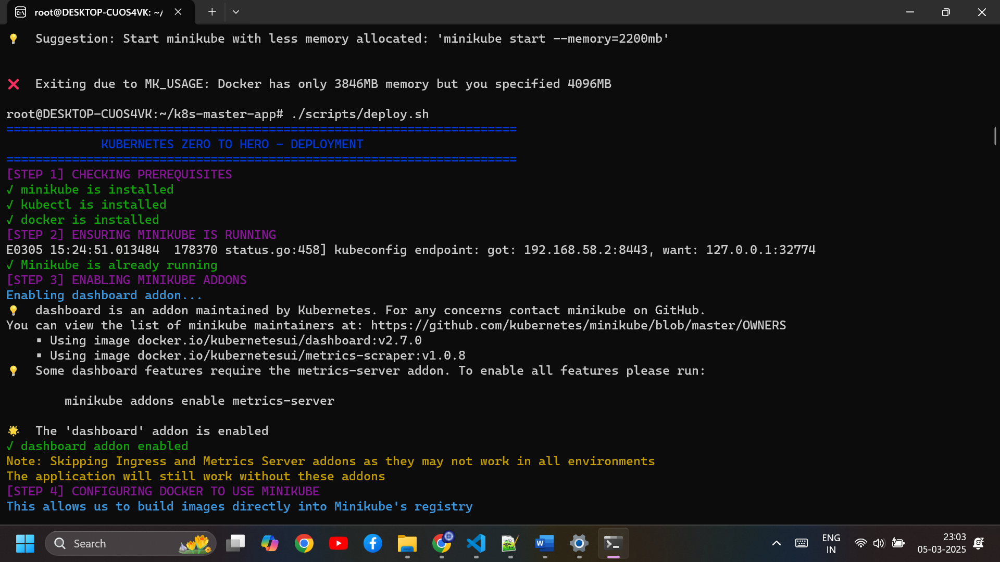 root@DESKTOP-CUOS4VK: ~/
Suggestion: Start minikube with less memory allocated: 'minikube start --memory=2200mb'
Exiting due to MK_USAGE: Docker has only 3846MB memory but you specified 4096MB
root@DESKTOP-CUOS4VK:~/k8s-master-app# ./scripts/deploy.sh
======================================================================
KUBERNETES ZERO TO HERO - DEPLOYMENT
======================================================================
[STEP 1] CHECKING PREREQUISITES
✓ minikube is installed
✓ kubectl is installed
✓ docker is installed
[STEP 2] ENSURING MINIKUBE IS RUNNING
E0305 15:24:51.013484  178370 status.go:458] kubeconfig endpoint: got: 192.168.58.2:8443, want: 127.0.0.1:32774
✓ Minikube is already running
[STEP 3] ENABLING MINIKUBE ADDONS
Enabling dashboard addon...
dashboard is an addon maintained by Kubernetes. For any concerns contact minikube on GitHub.
You can view the list of minikube maintainers at: https://github.com/kubernetes/minikube/blob/master/OWNERS
▪ Using image docker.io/kubernetesui/dashboard:v2.7.0
▪ Using image docker.io/kubernetesui/metrics-scraper:v1.0.8
Some dashboard features require the metrics-server addon. To enable all features please run:
minikube addons enable metrics-server
The 'dashboard' addon is enabled
✓ dashboard addon enabled
Note: Skipping Ingress and Metrics Server addons as they may not work in all environments
The application will still work without these addons
[STEP 4] CONFIGURING DOCKER TO USE MINIKUBE
This allows us to build images directly into Minikube's registry
Search
ENG
IN
23:03
05-03-2025